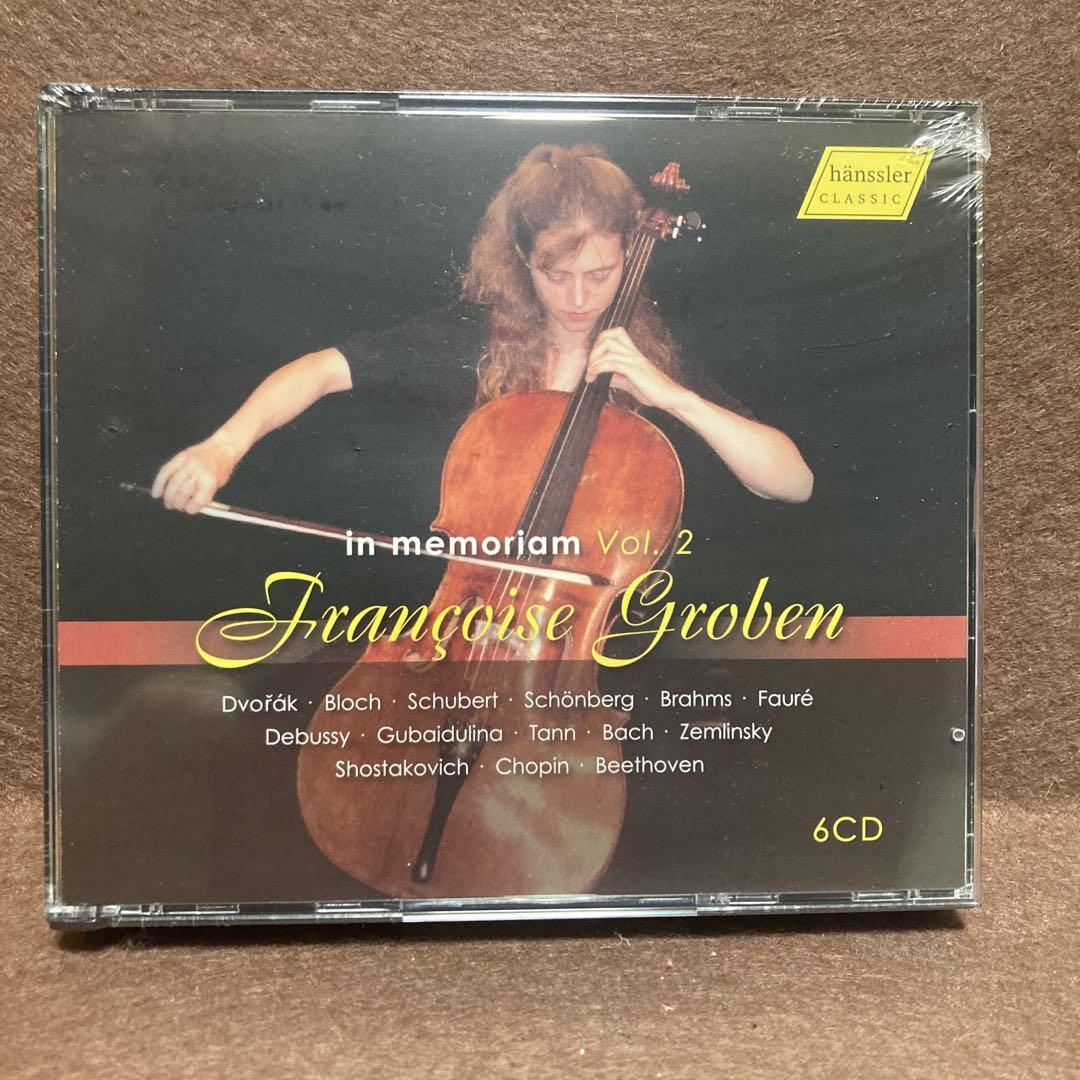 hänssler
CLASSIC
in memoriam Vol. 2
Françoise Groben
Dvořák · Bloch · Schubert · Schönberg · Brahms · Fauré
Debussy · Gubaidulina · Tann · Bach · Zemlinsky
Shostakovich · Chopin · Beethoven
6CD